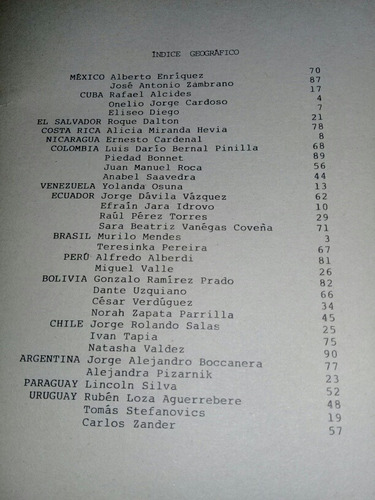 ÍNDICE GEOGRÁFICO
MÉXICO Alberto Enríquez 70
José Antonio Zambrano 87
CUBA Rafael Alcides 17
Onelio Jorge Cardoso 4
Eliseo Diego 7
EL SALVADOR Roque Dalton 21
COSTA RICA Alicia Miranda Hevia 78
NICARAGUA Ernesto Cardenal 8
COLOMBIA Luis Darío Bernal Pinilla 68
Piedad Bonnet 89
Juan Manuel Roca 56
Anabel Saavedra 44
VENEZUELA Yolanda Osuna 13
ECUADOR Jorge Dávila Vázquez 62
Efraín Jara Idrovo 10
Raúl Pérez Torres 29
Sara Beatriz Vanégas Coveña 71
BRASIL Murilo Mendes 3
Teresinka Pereira 67
PERÚ Alfredo Alberdi 81
Miguel Valle 26
BOLIVIA Gonzalo Ramírez Prado 82
Dante Uzquiano 66
César Verdúguez 34
Norah Zapata Parrilla 45
CHILE Jorge Rolando Salas 25
Ivan Tapia 75
Natasha Valdez 90
ARGENTINA Jorge Alejandro Boccanera 77
Alejandra Pizarnik 23
PARAGUAY Lincoln Silva 52
URUGUAY Rubén Loza Aguerrebere 48
Tomás Stefanovics 19
Carlos Zander 57